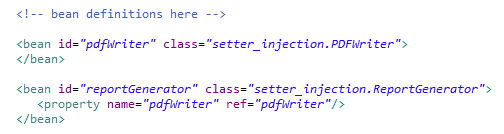 <!-- bean definitions here -->
<bean id="pdfWriter" class="setter_injection.PDFWriter">
</bean>
<bean id="reportGenerator" class="setter_injection.ReportGenerator">
<property name="pdfWriter" ref="pdfWriter"/>
</bean>